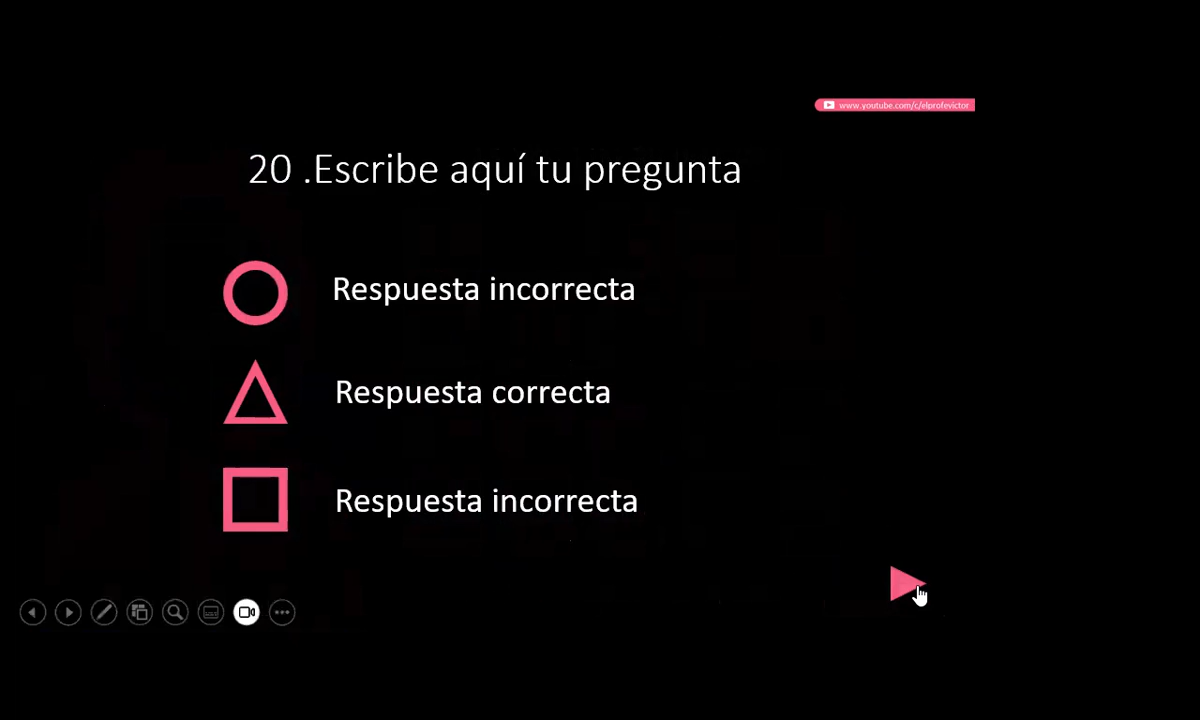 www.youtube.com/c/elprofevictor
20 .Escribe aquí tu pregunta
Respuesta incorrecta
Respuesta correcta
Respuesta incorrecta